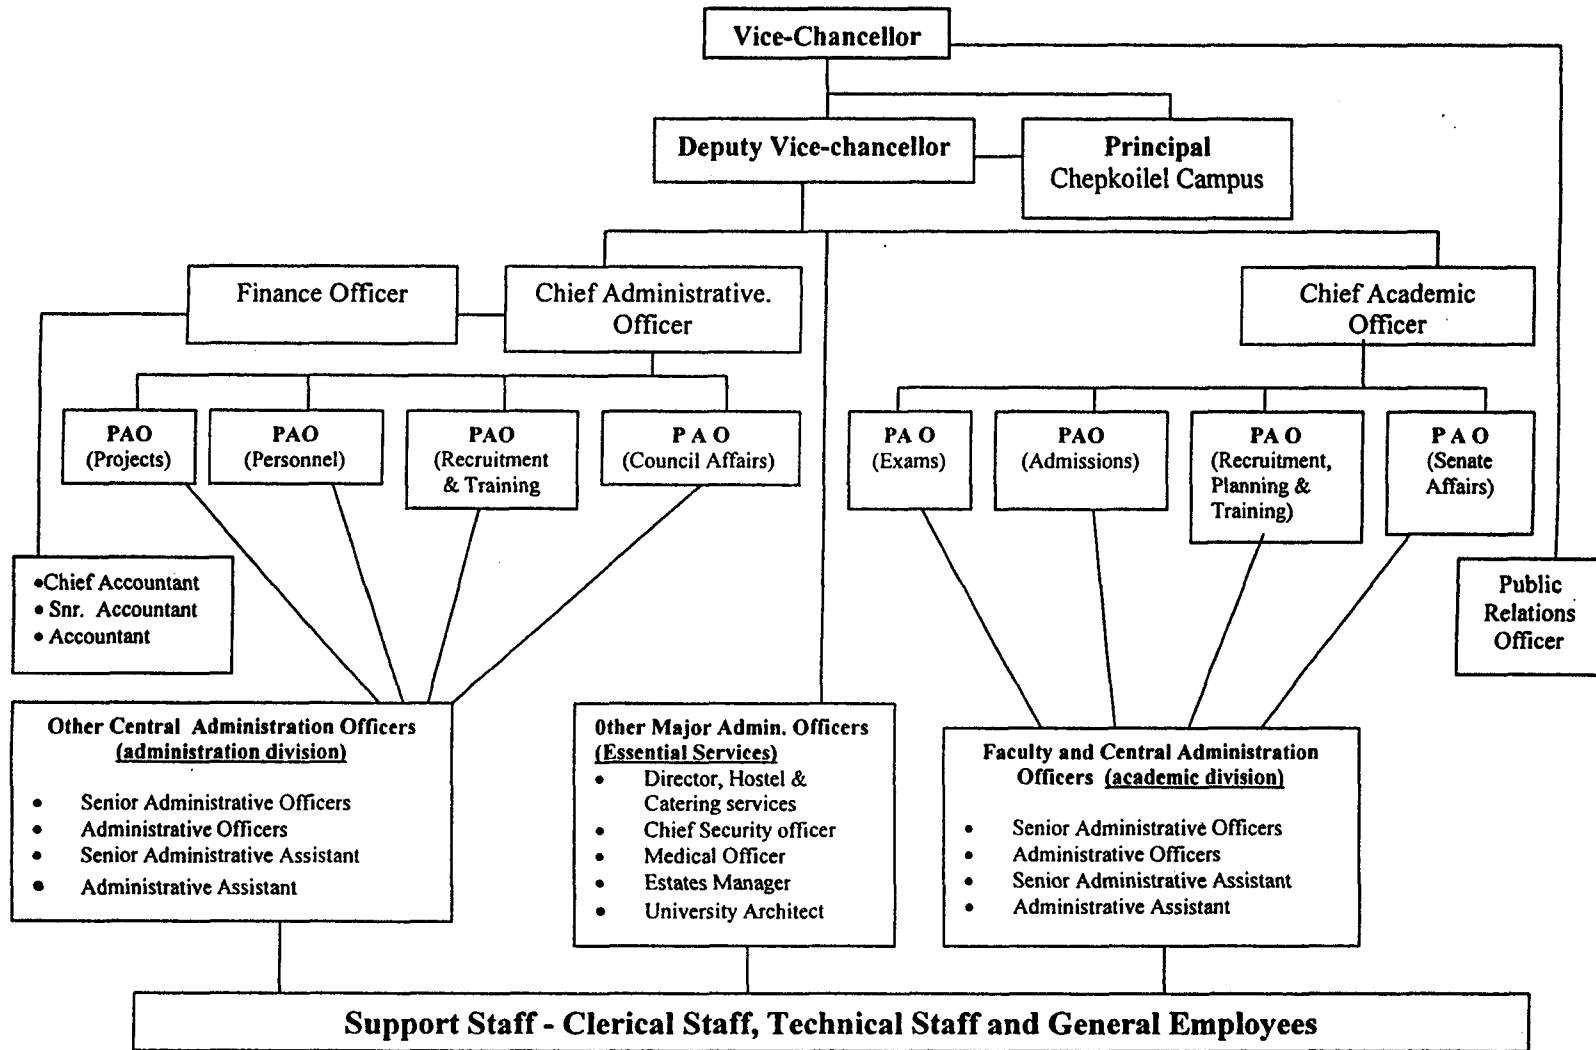 Vice-Chancellor
Deputy Vice-chancellor
Principal
Chepkoilel Campus
Finance Officer
Chief Administrative.
Officer
Chief Academic
Officer
PAO
(Projects)
PAO
(Personnel)
PAO
(Recruitment
& Training
P A O
(Council Affairs)
PA O
(Exams)
PAO
(Admissions)
PA O
(Recruitment,
Planning &
Training)
P A O
(Senate
Affairs)
•Chief Accountant
• Snr. Accountant
• Accountant
Public
Relations
Officer
Other Central Administration Officers
(administration division)
• Senior Administrative Officers
• Administrative Officers
• Senior Administrative Assistant
• Administrative Assistant
0ther Major Admin. Officers
(Essential Services)
• Director, Hostel &
Catering services
• Chief Security officer
• Medical Officer
• Estates Manager
• University Architect
Faculty and Central Administration
Officers (academic division)
• Senior Administrative Officers
• Administrative Officers
• Senior Administrative Assistant
• Administrative Assistant
Support Staff - Clerical Staff, Technical Staff and General Employees